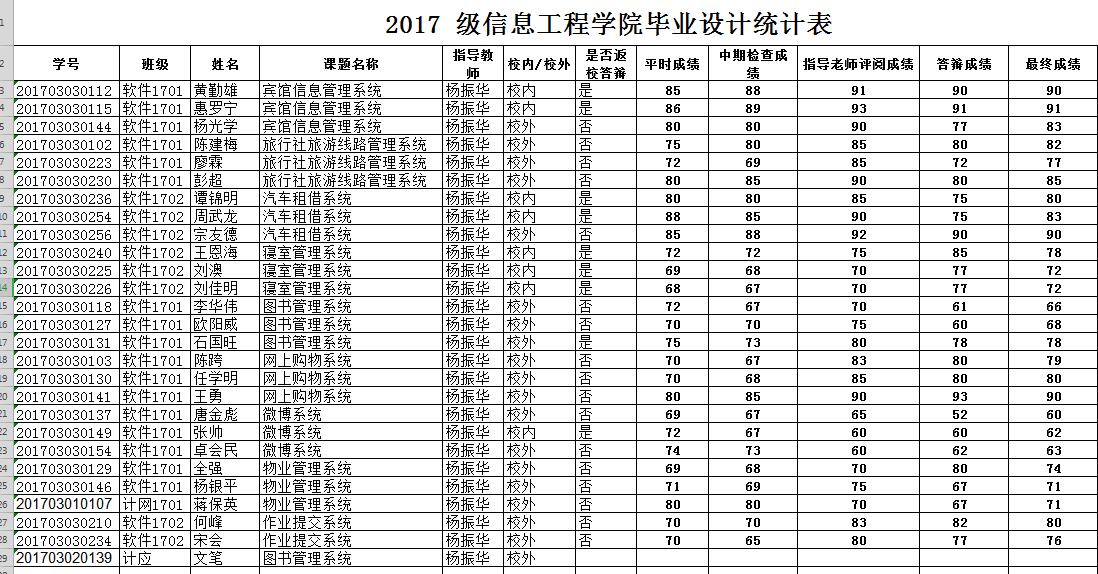 1 2017 级信息工程学院毕业设计统计表
2 学号 班级 姓名 课题名称 指导教师 校内/校外 是否返校答辩 平时成绩 中期检查成绩 指导老师评阅成绩 答辩成绩 最终成绩
3 201703030112 软件1701 黄勤雄 宾馆信息管理系统 杨振华 校内 是 85 88 91 90 90
4 201703030115 软件1701 惠罗宁 宾馆信息管理系统 杨振华 校内 是 86 89 93 91 91
5 201703030144 软件1701 杨光学 宾馆信息管理系统 杨振华 校外 否 80 80 90 77 83
6 201703030102 软件1701 陈建梅 旅行社旅游线路管理系统 杨振华 校外 否 75 80 85 80 82
7 201703030223 软件1701 廖霖 旅行社旅游线路管理系统 杨振华 校外 否 72 69 85 72 77
8 201703030230 软件1701 彭超 旅行社旅游线路管理系统 杨振华 校外 否 80 85 90 80 85
9 201703030236 软件1702 谭锦明 汽车租借系统 杨振华 校内 是 80 80 85 75 80
10 201703030254 软件1702 周武龙 汽车租借系统 杨振华 校内 是 88 85 90 75 83
11 201703030256 软件1702 宗友德 汽车租借系统 杨振华 校外 否 85 88 92 90 90
12 201703030240 软件1702 王恩海 寝室管理系统 杨振华 校内 是 72 72 75 85 78
13 201703030225 软件1702 刘澳 寝室管理系统 杨振华 校内 是 69 68 70 77 72
14 201703030226 软件1702 刘佳明 寝室管理系统 杨振华 校内 是 68 67 70 77 72
15 201703030118 软件1701 李华伟 图书管理系统 杨振华 校外 否 72 67 70 61 66
16 201703030127 软件1701 欧阳威 图书管理系统 杨振华 校外 否 70 70 75 60 68
17 201703030131 软件1701 石国旺 图书管理系统 杨振华 校外 是 75 73 80 78 78
18 201703030103 软件1701 陈跨 网上购物系统 杨振华 校外 否 70 67 83 80 79
19 201703030130 软件1701 任学明 网上购物系统 杨振华 校外 否 70 68 85 80 80
20 201703030141 软件1701 王勇 网上购物系统 杨振华 校外 否 80 85 90 93 90
21 201703030137 软件1701 唐金彪 微博系统 杨振华 校外 否 69 67 65 52 60
22 201703030149 软件1701 张帅 微博系统 杨振华 校内 是 72 67 60 60 62
23 201703030154 软件1701 卓会民 微博系统 杨振华 校外 否 74 73 60 62 63
24 201703030129 软件1701 全强 物业管理系统 杨振华 校外 否 69 68 70 80 74
25 201703030146 软件1701 杨银平 物业管理系统 杨振华 校外 否 71 69 75 67 71
26 201703010107 计网1701 蒋保英 物业管理系统 杨振华 校外 否 80 80 70 67 71
27 201703030210 软件1702 何峰 作业提交系统 杨振华 校外 否 70 70 83 82 80
28 201703030234 软件1702 宋会 作业提交系统 杨振华 校外 否 70 65 80 77 76
29 201703020139 计应 文笔 图书管理系统 杨振华 校外